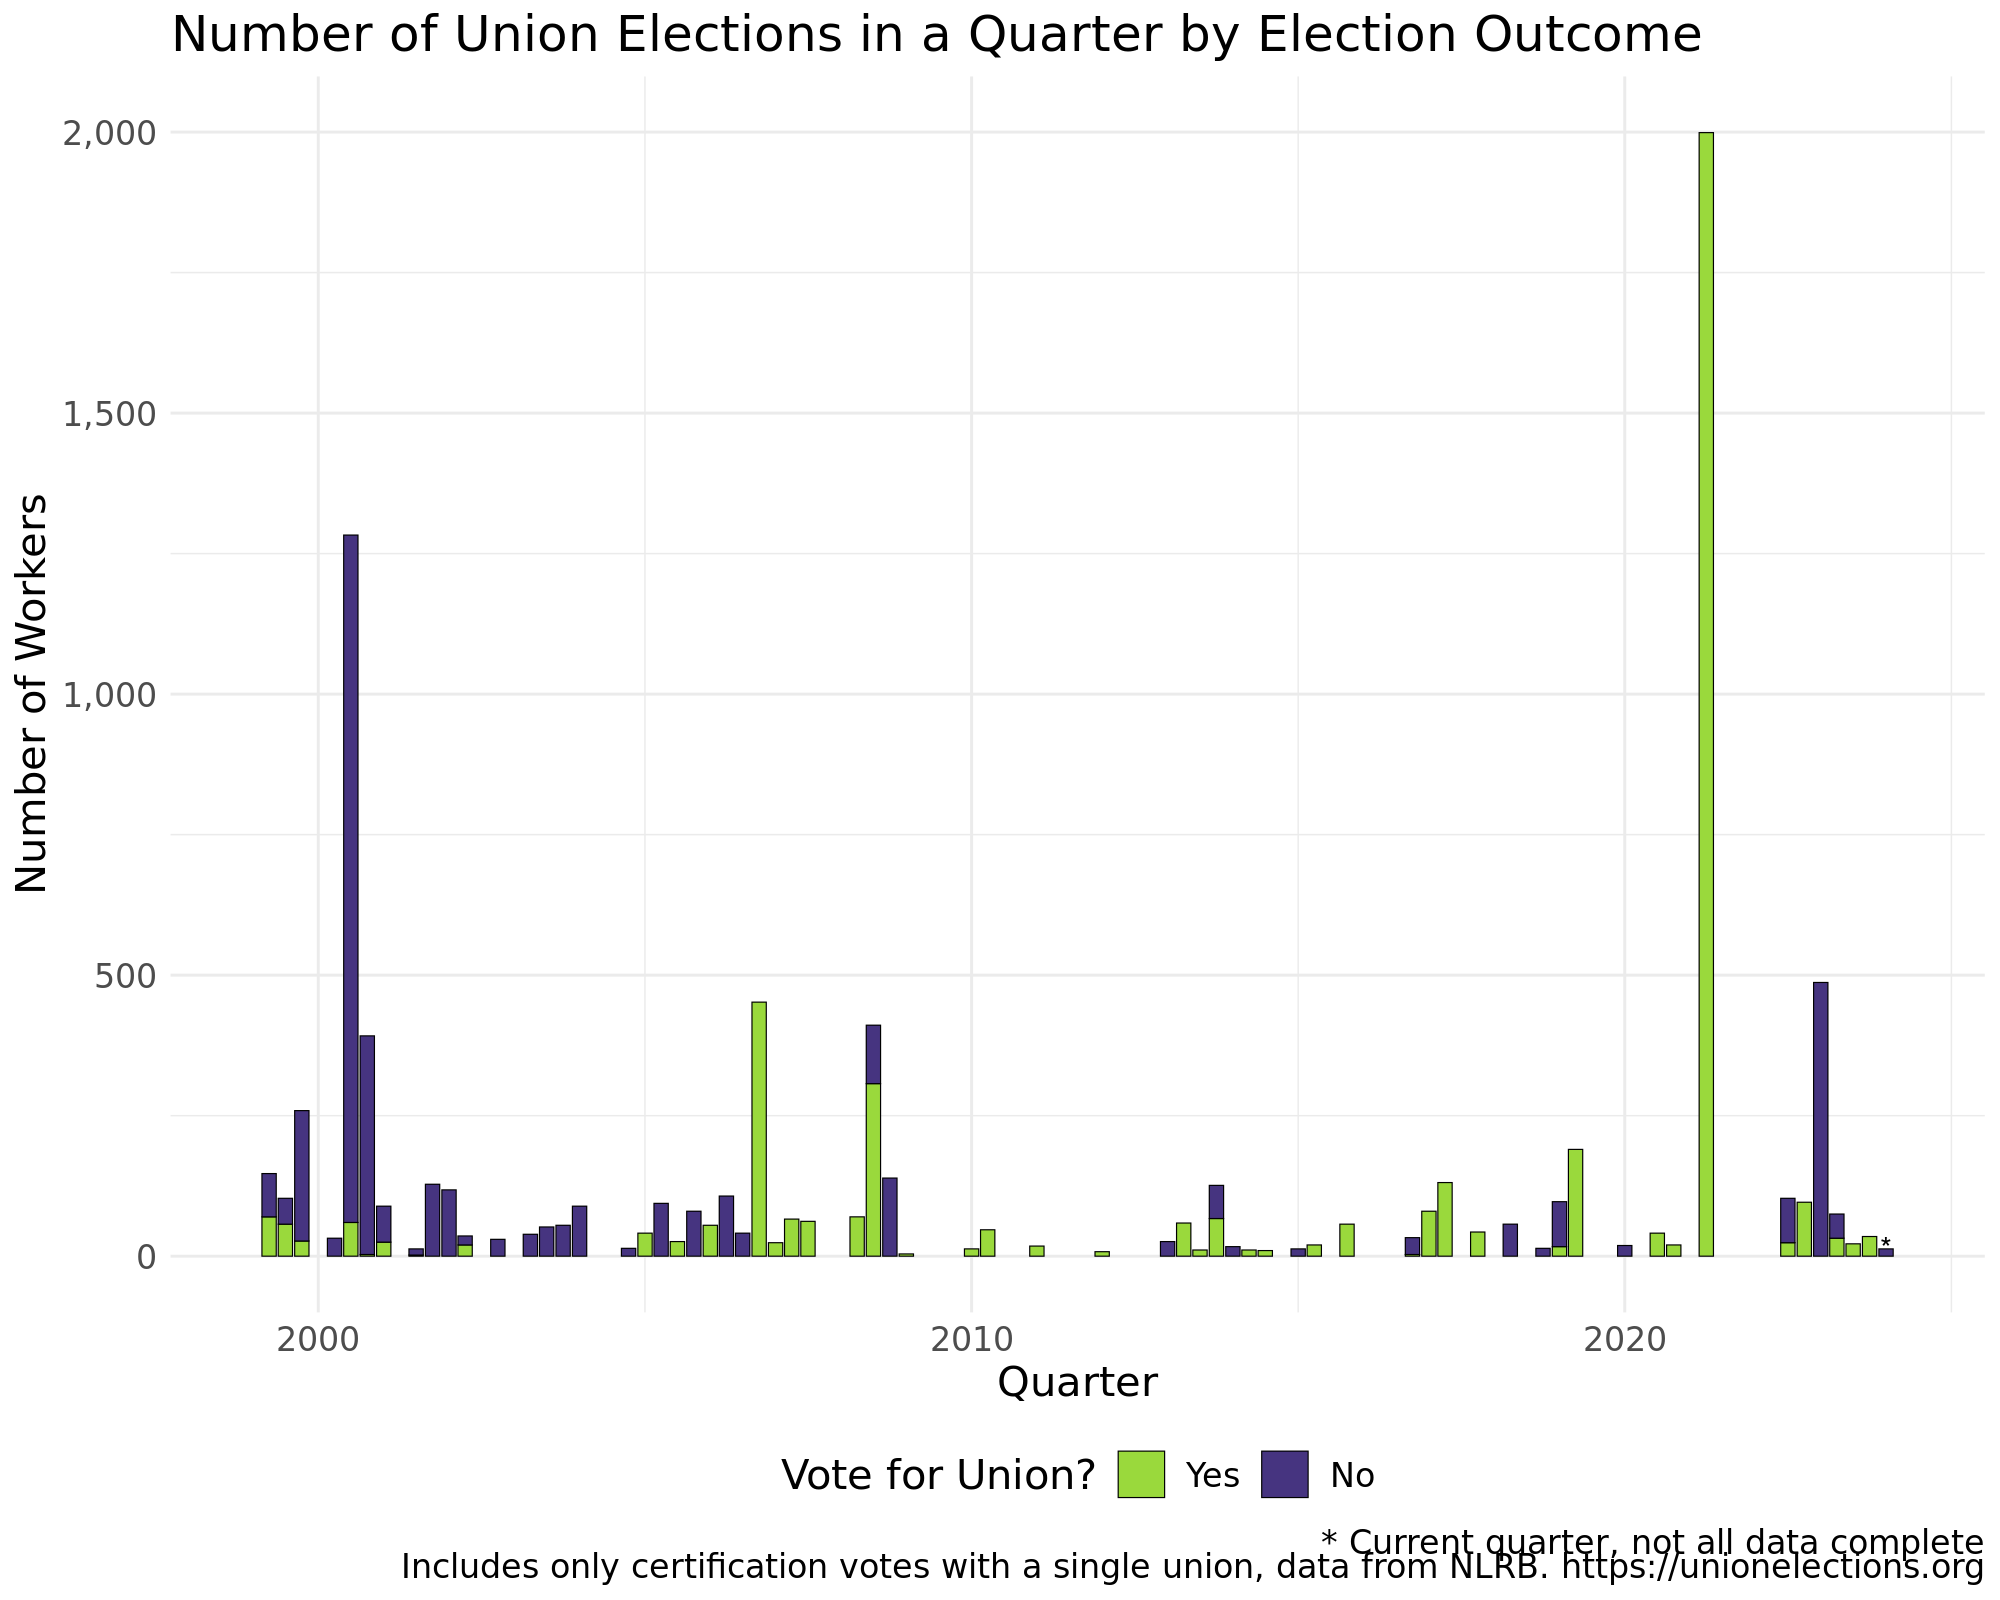 Number of Union Elections in a Quarter by Election Outcome
2,000
1,500
1,000
500
0
Number of Workers
*
2000
2010
2020
Quarter
Vote for Union?
Yes
No
* Current quarter, not all data complete
Includes only certification votes with a single union, data from NLRB. https://unionelections.org